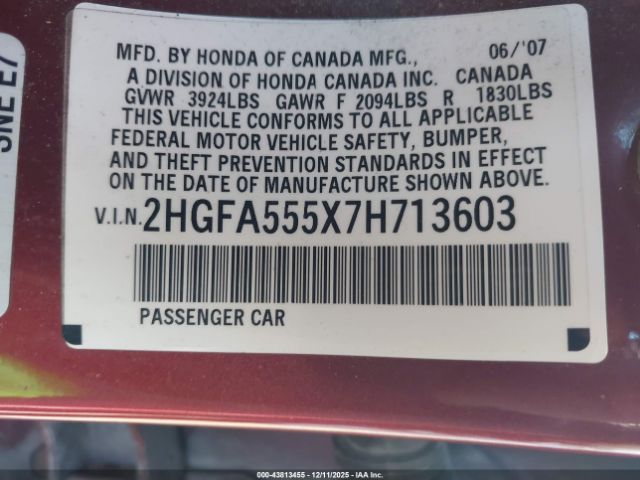 MFD. BY HONDA OF CANADA MFG., 06/'07
A DIVISION OF HONDA CANADA INC. CANADA
GVWR 3924LBS GAWR F 2094LBS R 1830LBS
THIS VEHICLE CONFORMS TO ALL APPLICABLE
FEDERAL MOTOR VEHICLE SAFETY, BUMPER,
AND THEFT PREVENTION STANDARDS IN EFFECT
ON THE DATE OF MANUFACTURE SHOWN ABOVE.
V.I.N. 2HGFA555X7H713603
PASSENGER CAR
SNE E7
© - 43813455 - 12/11/2025 - IAA Inc.